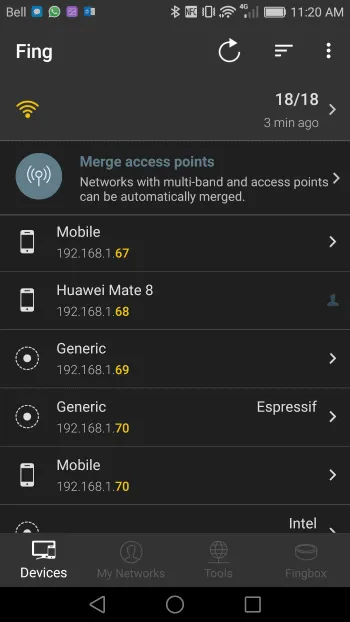 Bell NFC 4G 11:20 AM
Fing
18/18
3 min ago
Merge access points
Networks with multi-band and access points
can be automatically merged.
Mobile
192.168.1.67
Huawei Mate 8
192.168.1.68
Generic
192.168.1.69
Generic Espressif
192.168.1.70
Mobile
192.168.1.70
Intel
Devices My Networks Tools Fingbox